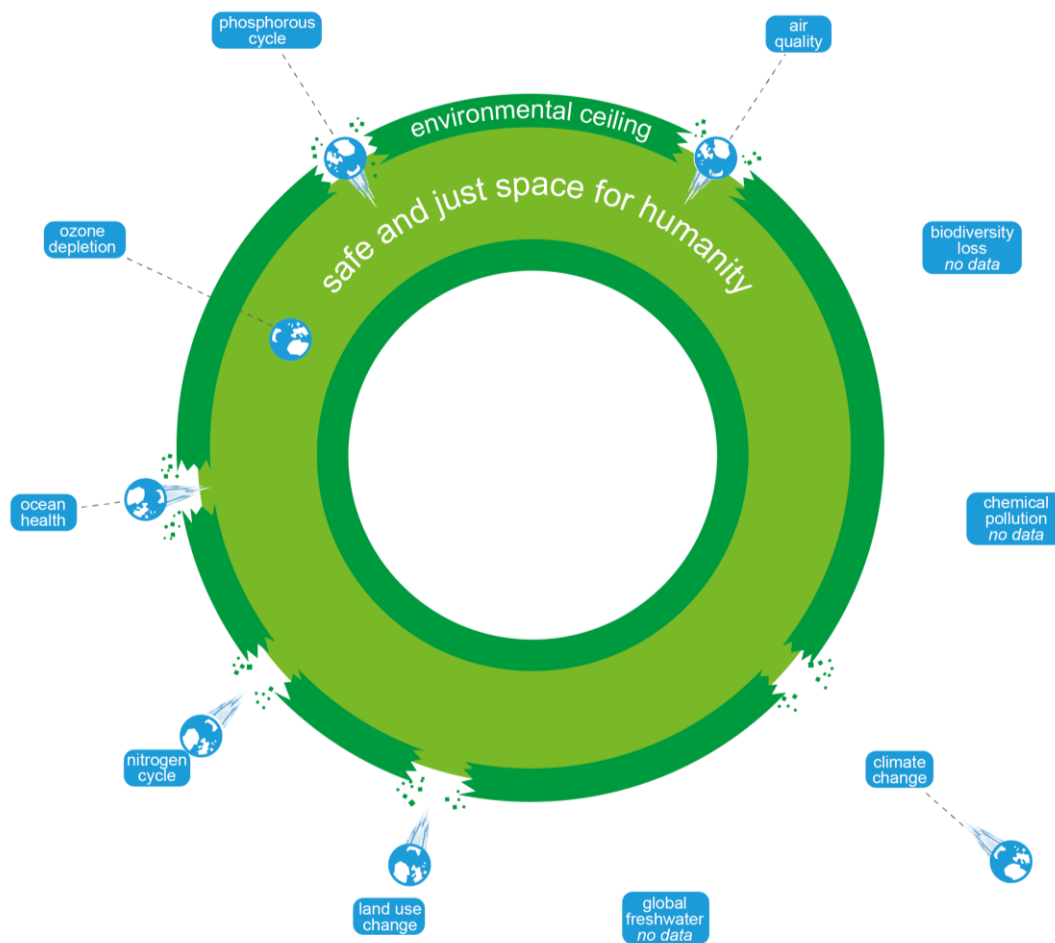 phosphorous
cycle
air
quality
environmental ceiling
safe and just space for humanity
ozone
depletion
biodiversity
loss
no data
ocean
health
chemical
pollution
no data
nitrogen
cycle
climate
change
land use
change
global
freshwater
no data